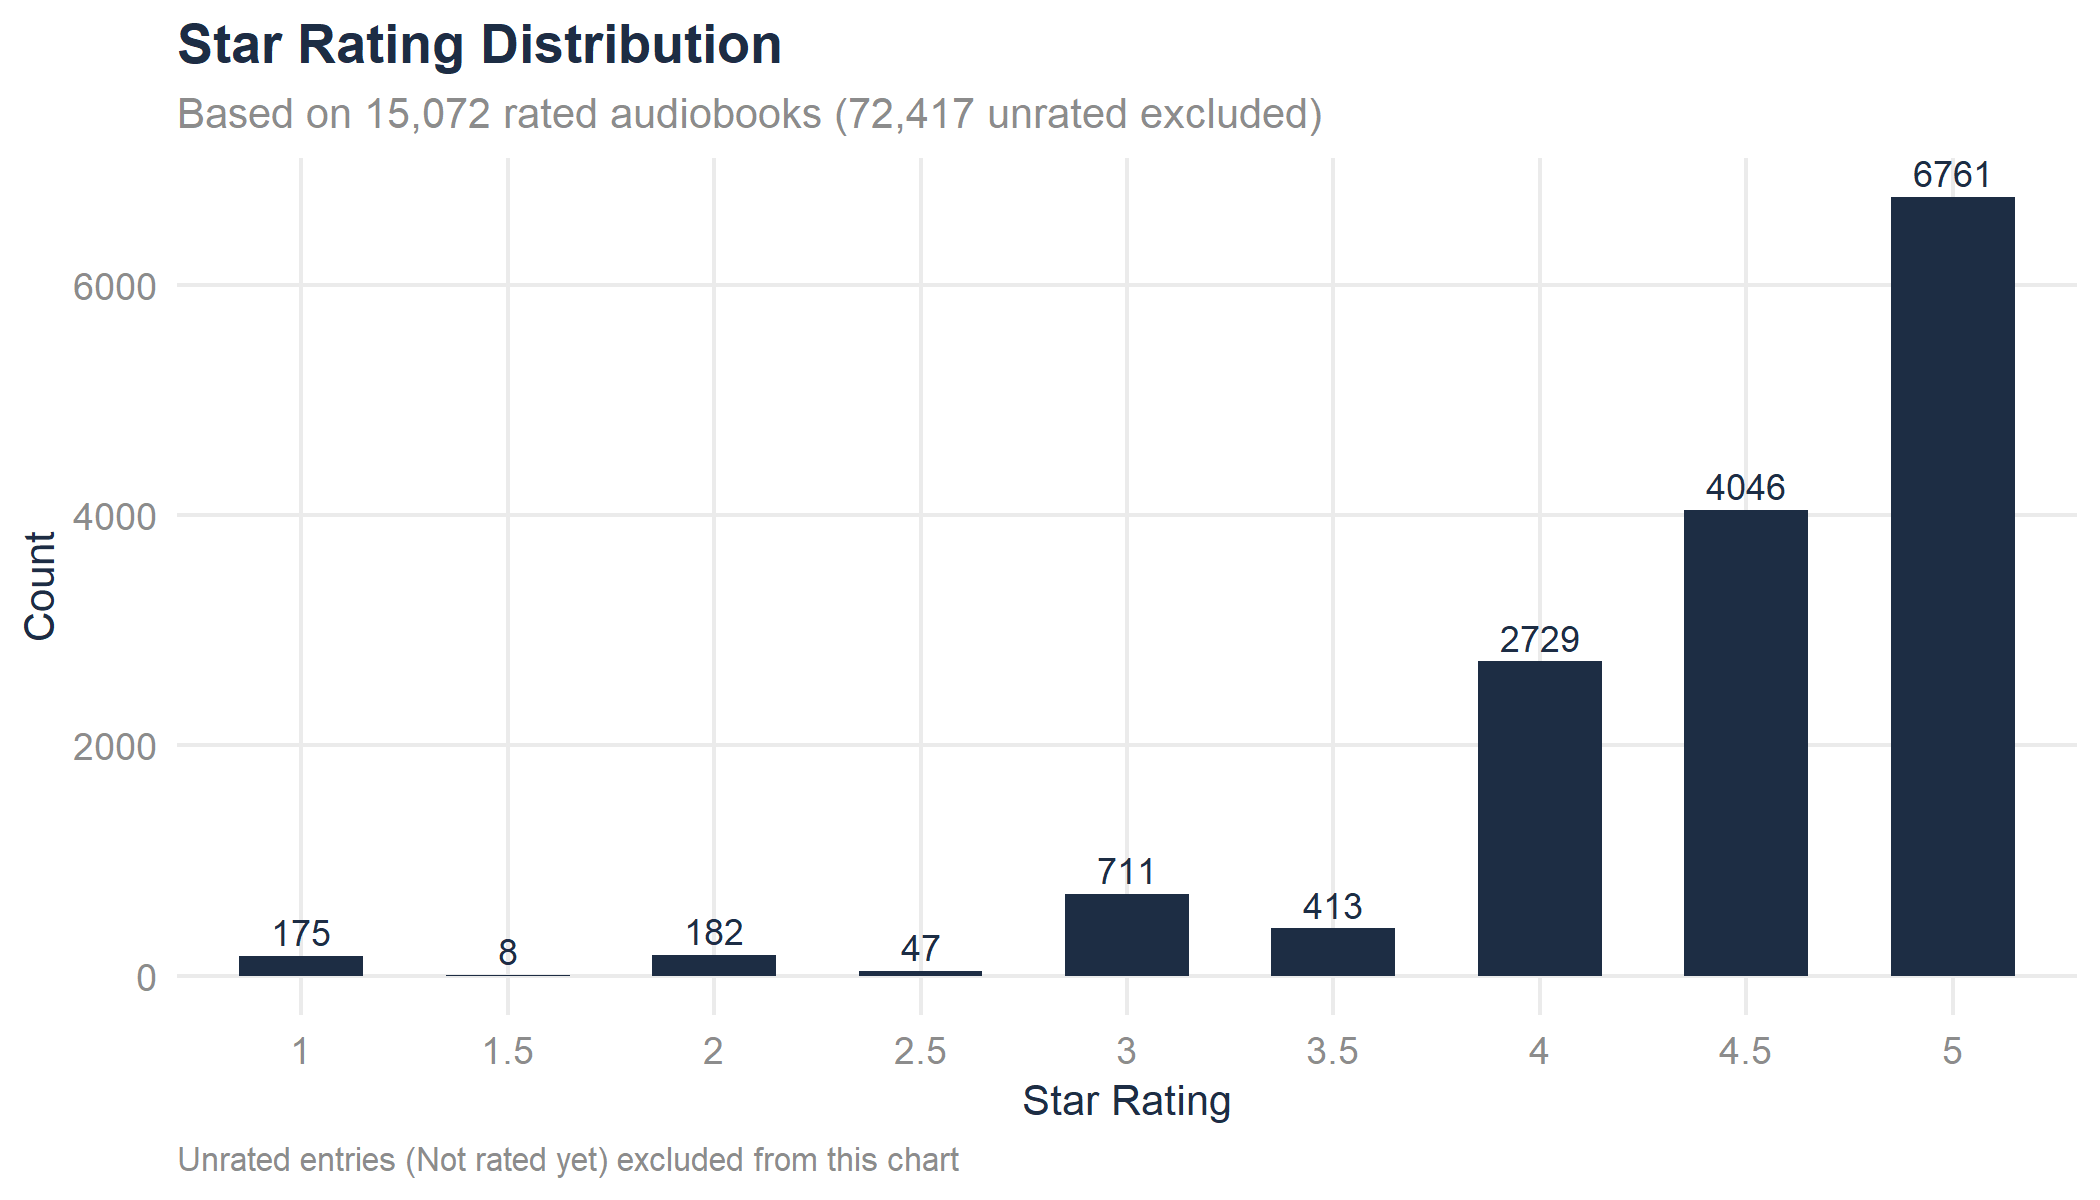 Star Rating Distribution
Based on 15,072 rated audiobooks (72,417 unrated excluded)
6761
6000
4046
4000
Count
2729
2000
711
413
175
8
182
47
0
1 1.5 2 2.5 3 3.5 4 4.5 5
Star Rating
Unrated entries (Not rated yet) excluded from this chart